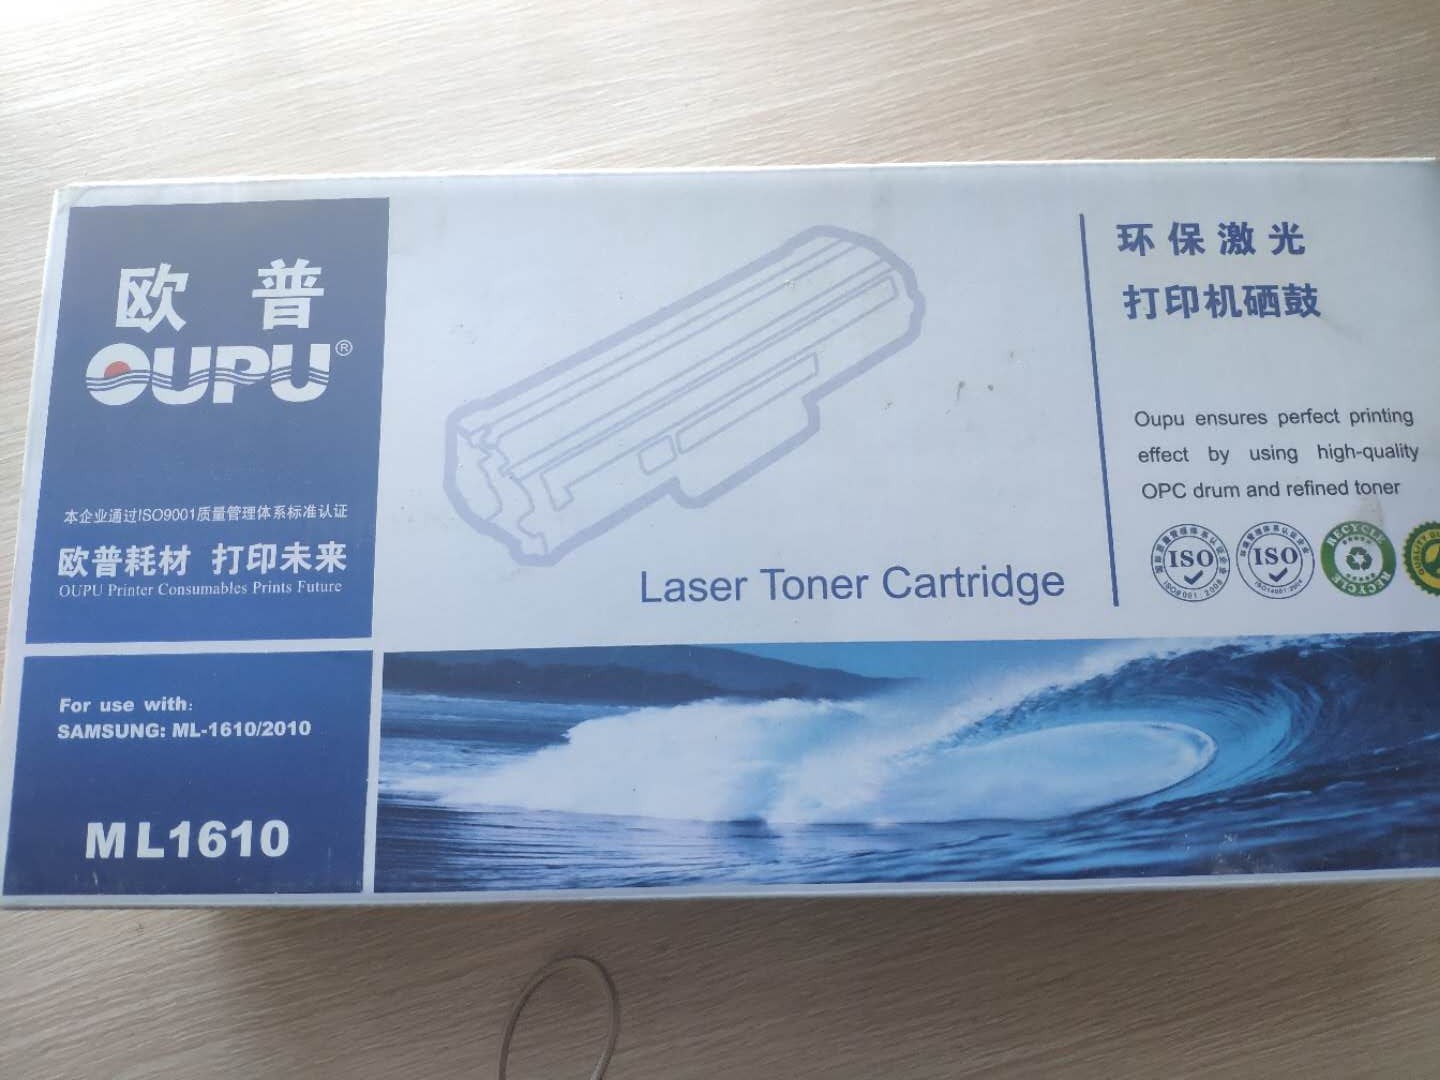 欧普
OUPU®
本企业通过ISO9001质量管理体系标准认证
欧普耗材 打印未来
OUPU Printer Consumables Prints Future
For use with:
SAMSUNG: ML-1610/2010
ML1610
Laser Toner Cartridge
环保激光
打印机硒鼓
Oupu ensures perfect printing
effect by using high-quality
OPC drum and refined toner
ISO
ISO
RECYCLE
RECYCLE